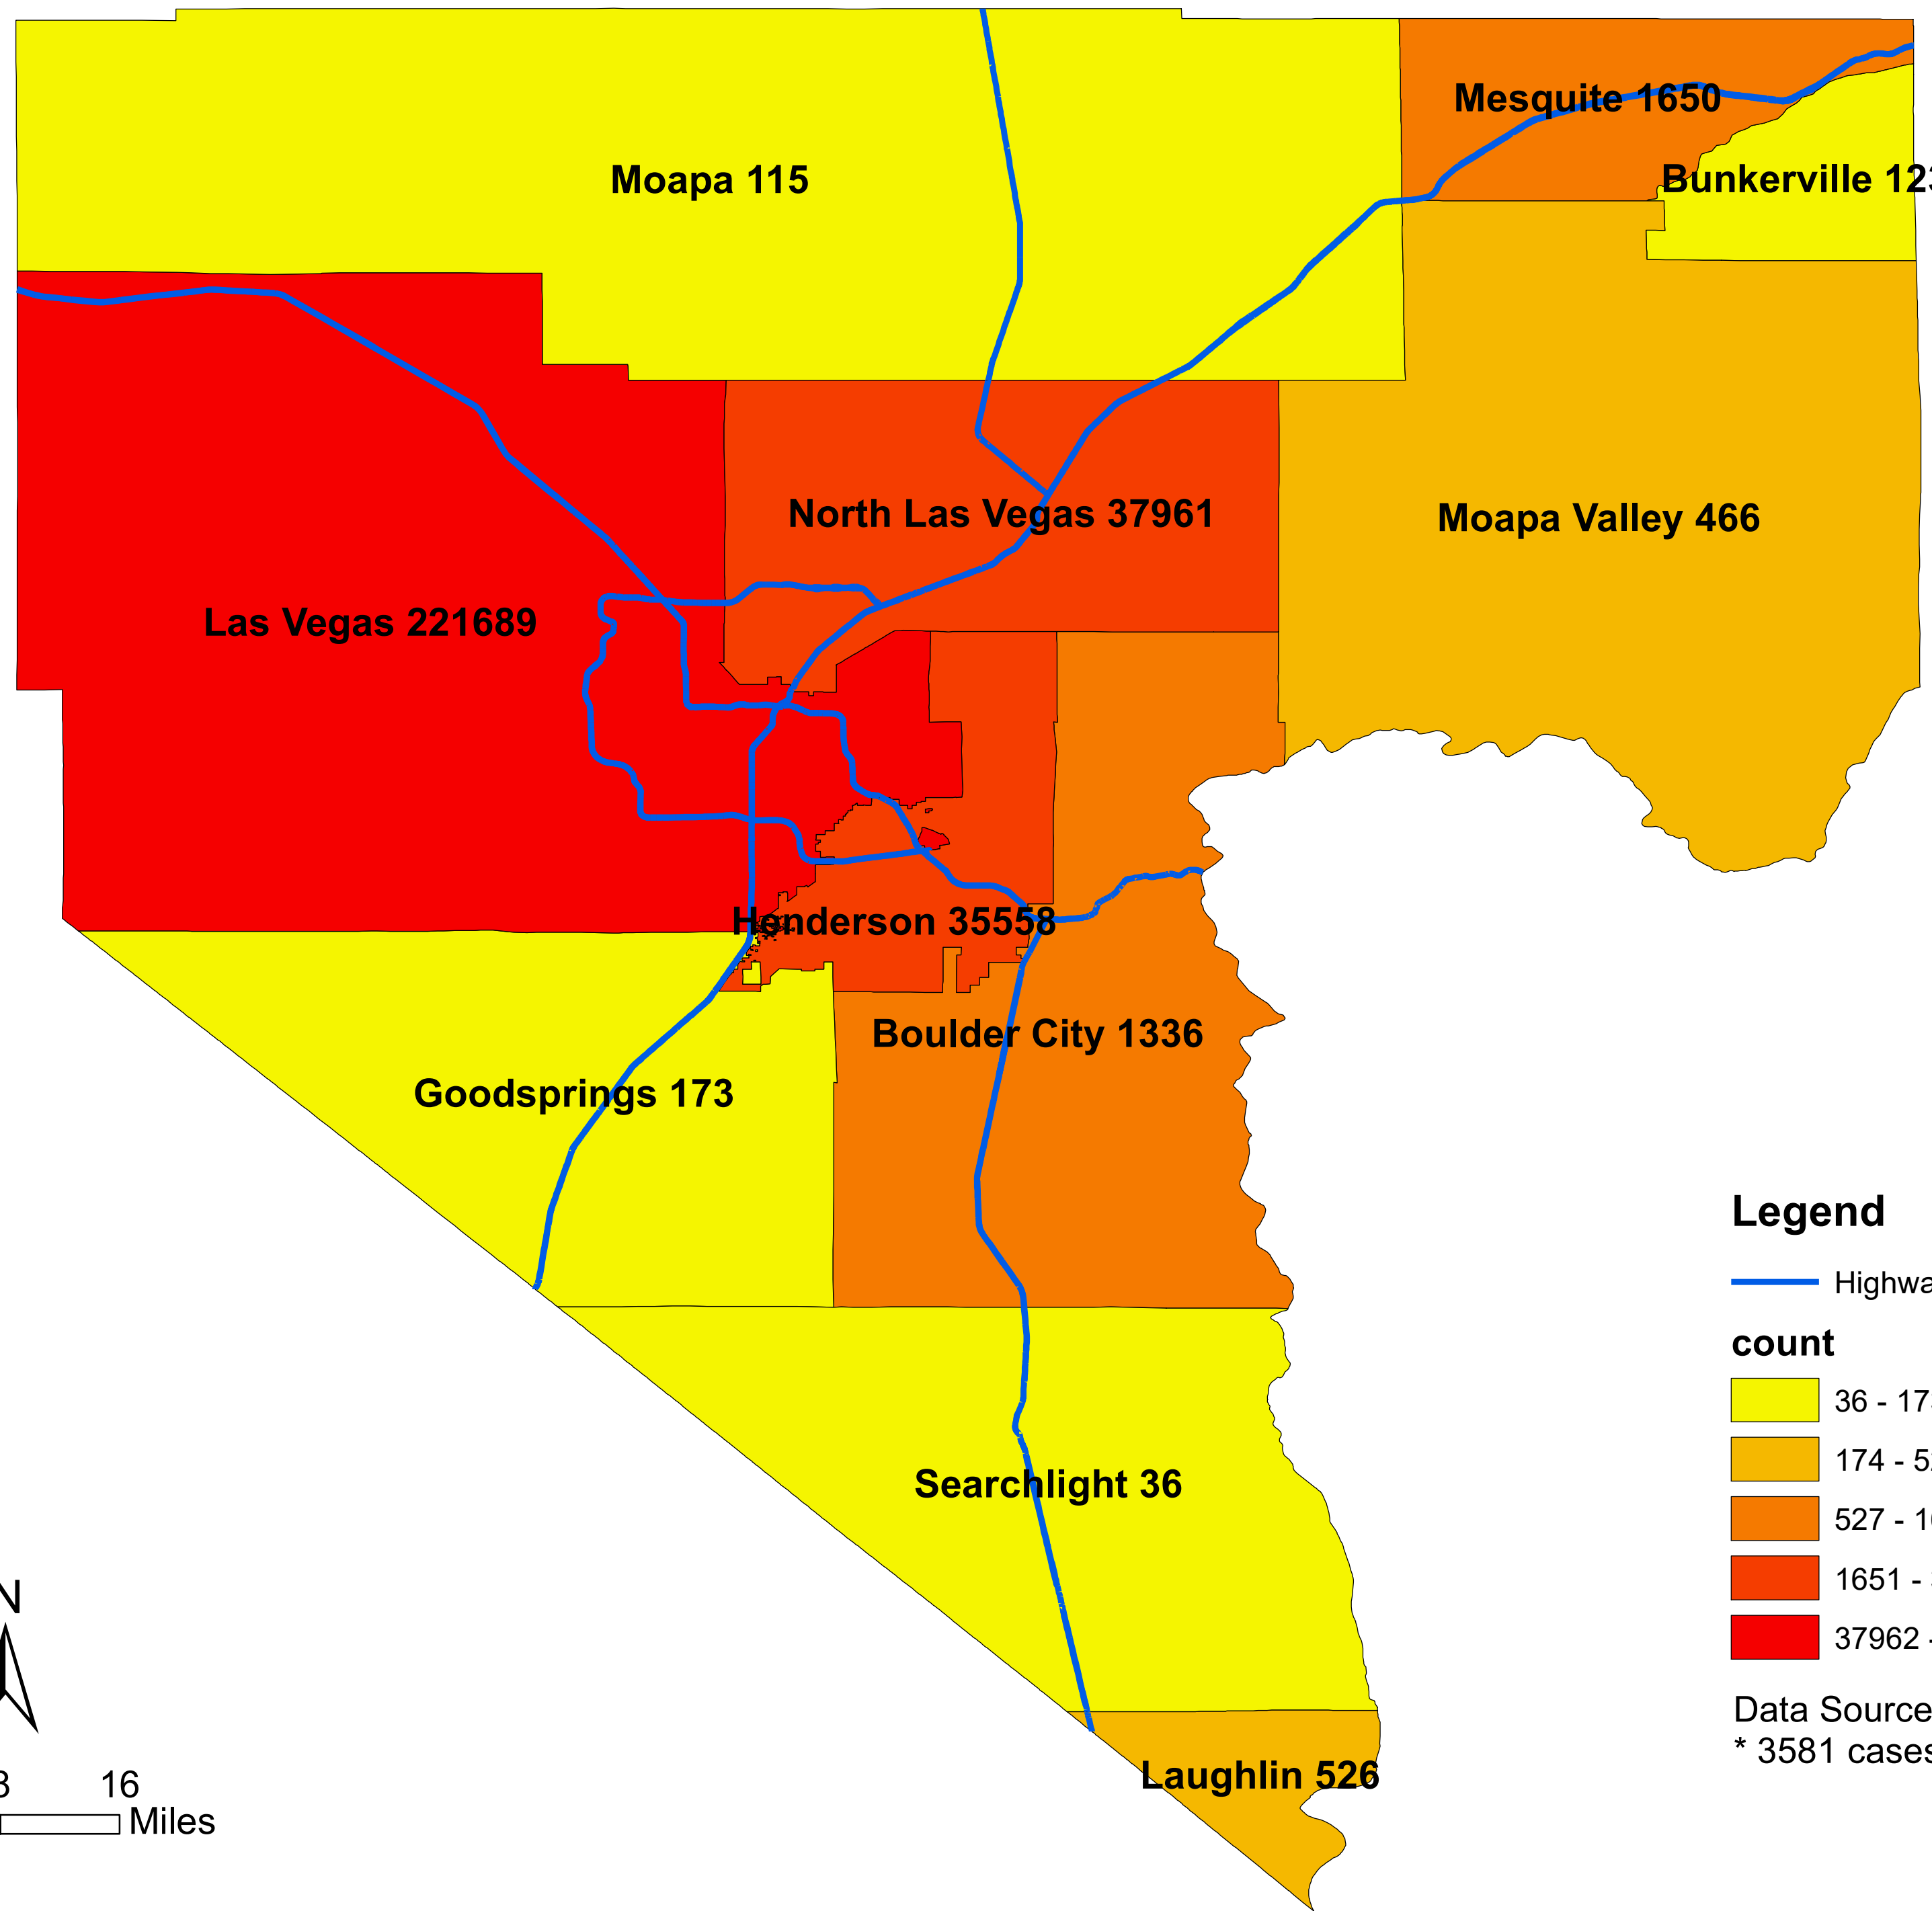 Mesquite 1650
Moapa 115
Bunkerville 123
North Las Vegas 37961
Moapa Valley 466
Las Vegas 221689
Henderson 35558
Boulder City 1336
Goodsprings 173
Searchlight 36
Laughlin 526
Legend
count
36 - 17
174 - 5
527 - 1
1651 -
37962 -
Data Source
* 3581 cases
N
16
Miles